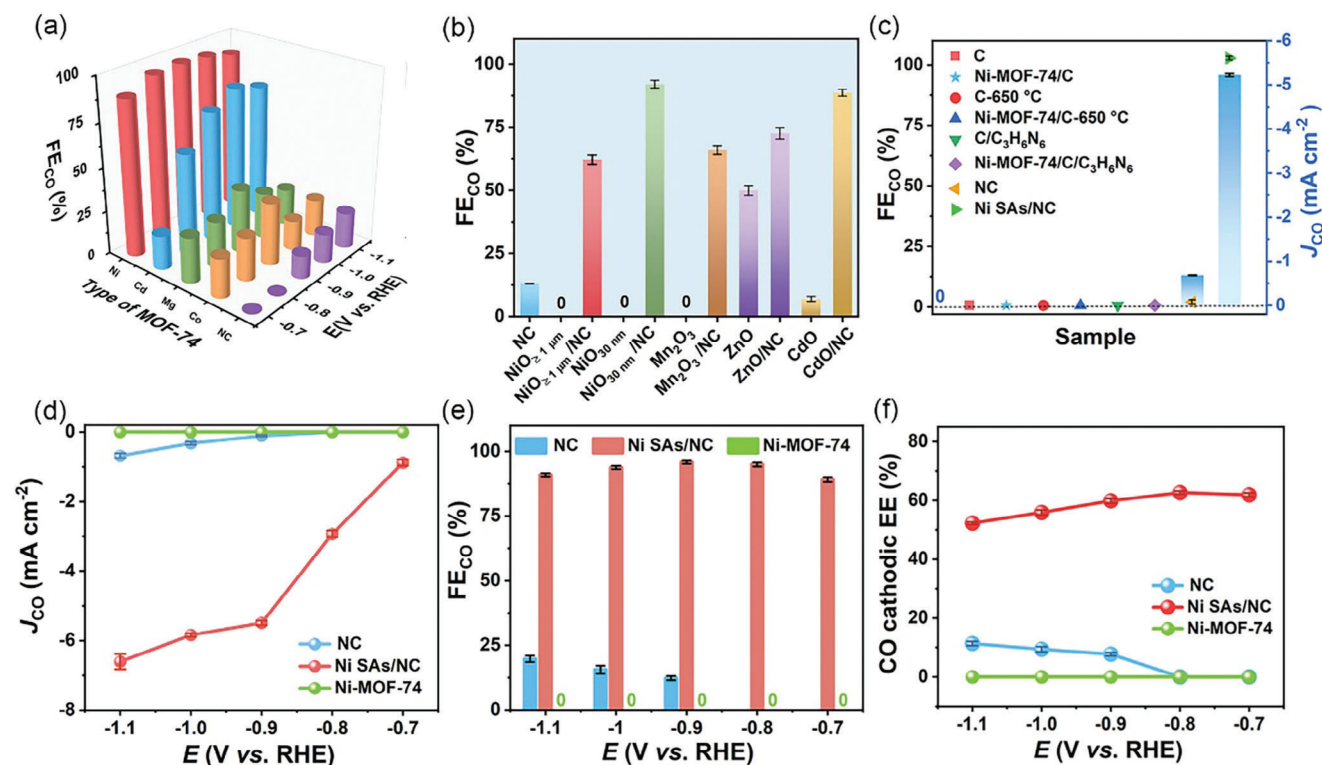 (a)
100
75
50
25
0
FE_CO (%)
Ni
Cd
Mg
Co
NC
Type of MOF-74
-0.7
-0.8
-0.9
-1.0
-1.1
E(V vs. RHE)
(b)
100
75
50
25
0
FE_CO (%)
0
0
0
NC
NiO≥ 1 μm
NiO≥ 1 μm/NC
NiO30 nm
NiO30 nm/NC
Mn₂O₃
Mn₂O₃/NC
ZnO
ZnO/NC
CdO
CdO/NC
(c)
100
75
50
25
0
FE_CO (%)
C
Ni-MOF-74/C
C-650 °C
Ni-MOF-74/C-650 °C
C/C₃H₆N₆
Ni-MOF-74/C/C₃H₆N₆
NC
Ni SAs/NC
0
Sample
-6
-5
-4
-3
-2
-1
0
J_CO (mA cm⁻²)
(d)
0
-2
-4
-6
-8
J_CO (mA cm⁻²)
NC
Ni SAs/NC
Ni-MOF-74
-1.1 -1.0 -0.9 -0.8 -0.7
E (V vs. RHE)
(e)
NC Ni SAs/NC Ni-MOF-74
100
75
50
25
0
FE_CO (%)
0 0 0 0 0
-1.1 -1 -0.9 -0.8 -0.7
E (V vs. RHE)
(f)
80
60
40
20
0
CO cathodic EE (%)
NC
Ni SAs/NC
Ni-MOF-74
-1.1 -1.0 -0.9 -0.8 -0.7
E (V vs. RHE)